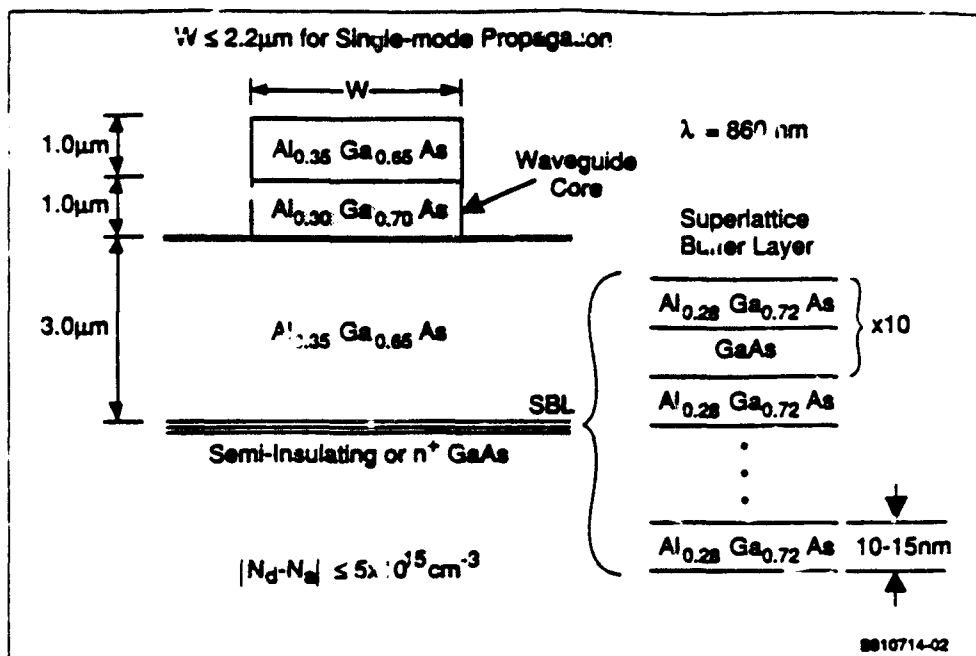 W ≤ 2.2μm for Single-mode Propagation
W
λ = 860 nm
1.0μm
Al0.35 Ga0.65 As
Waveguide
Core
1.0μm
Al0.30 Ga0.70 As
Superlattice
Buffer Layer
Al0.28 Ga0.72 As
x10
GaAs
3.0μm
Al0.35 Ga0.65 As
SBL
Al0.28 Ga0.72 As
Semi-Insulating or n+ GaAs
Al0.28 Ga0.72 As
10-15nm
|Nd-Na| ≤ 5x10^15 cm-3